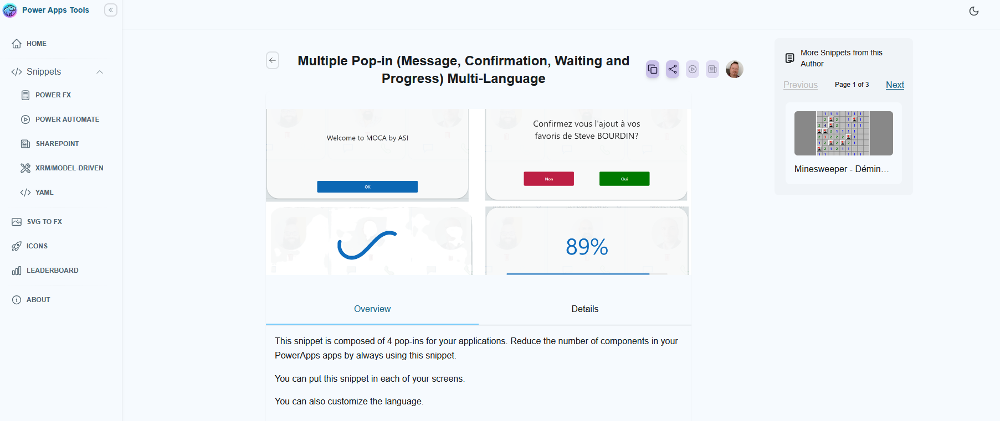 Power Apps Tools
HOME
Snippets
POWER FX
POWER AUTOMATE
SHAREPOINT
XRM/MODEL-DRIVEN
YAML
SVG TO FX
ICONS
LEADERBOARD
ABOUT
Multiple Pop-in (Message, Confirmation, Waiting and
Progress) Multi-Language
Welcome to MOCA by ASI
OK
Confirmez vous l'ajout à vos
favoris de Steve BOURDIN?
Non
Oui
89%
Overview
Details
This snippet is composed of 4 pop-ins for your applications. Reduce the number of components in your
PowerApps apps by always using this snippet.
You can put this snippet in each of your screens.
You can also customize the language.
More Snippets from this
Author
Previous
Page 1 of 3
Next
Minesweeper - Démin…